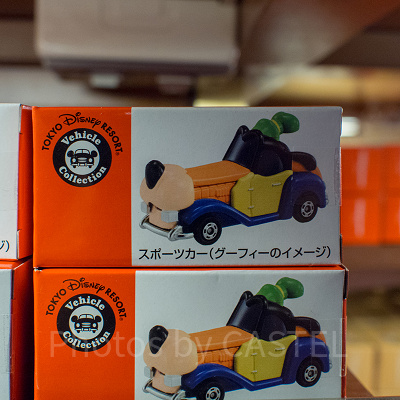 TOKYO Disney RESORT®
Vehicle
Collection
スポーツカー(グーフィーのイメージ)
ジ)
TOKYO Disney RESORT®
Vehicle
Collection
Photos by CASTEL